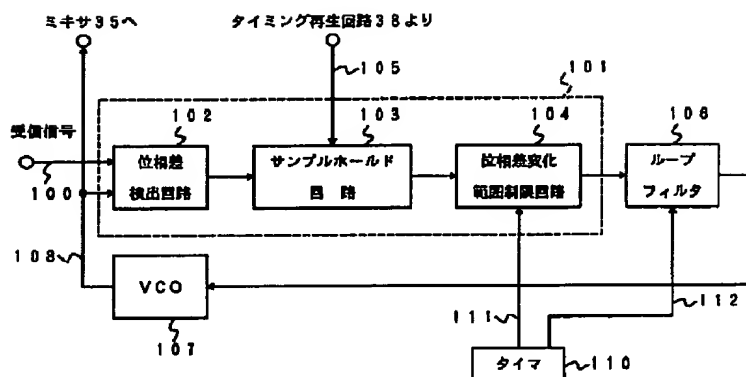 ミキサ35へ
タイミング再生回路38より
105
101
受信信号
102
103
104
106
位相差
検出回路
サンプルホールド
回路
位相差変化
範囲制限回路
ループ
フィルタ
100
108
VCO
107
111
112
タイマ
110